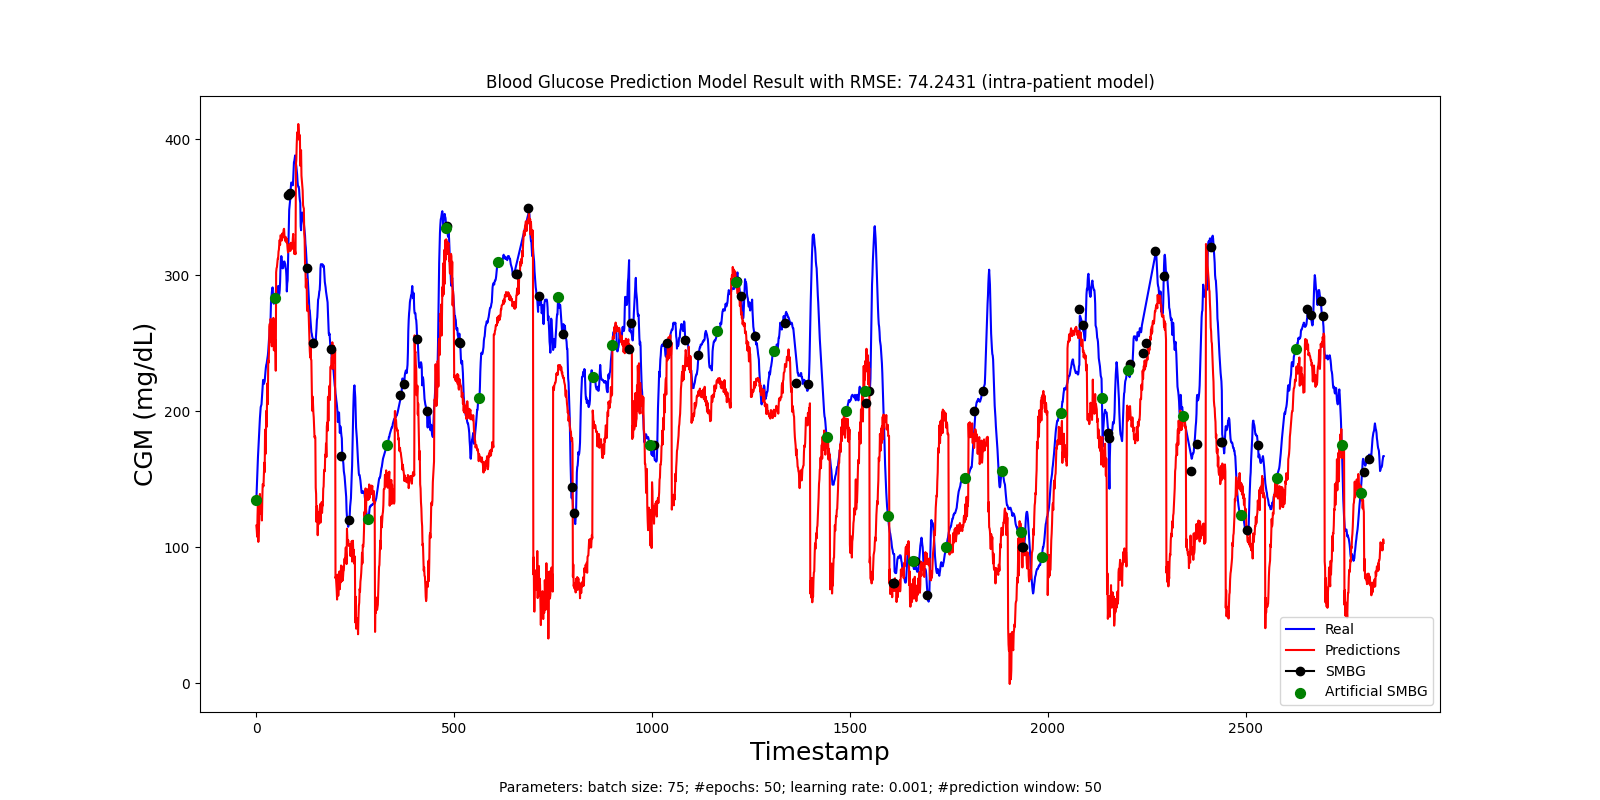 Blood Glucose Prediction Model Result with RMSE: 74.2431 (intra-patient model)
CGM (mg/dL)
400
300
200
100
0
0 500 1000 1500 2000 2500
Timestamp
Real
Predictions
SMBG
Artificial SMBG
Parameters: batch size: 75; #epochs: 50; learning rate: 0.001; #prediction window: 50